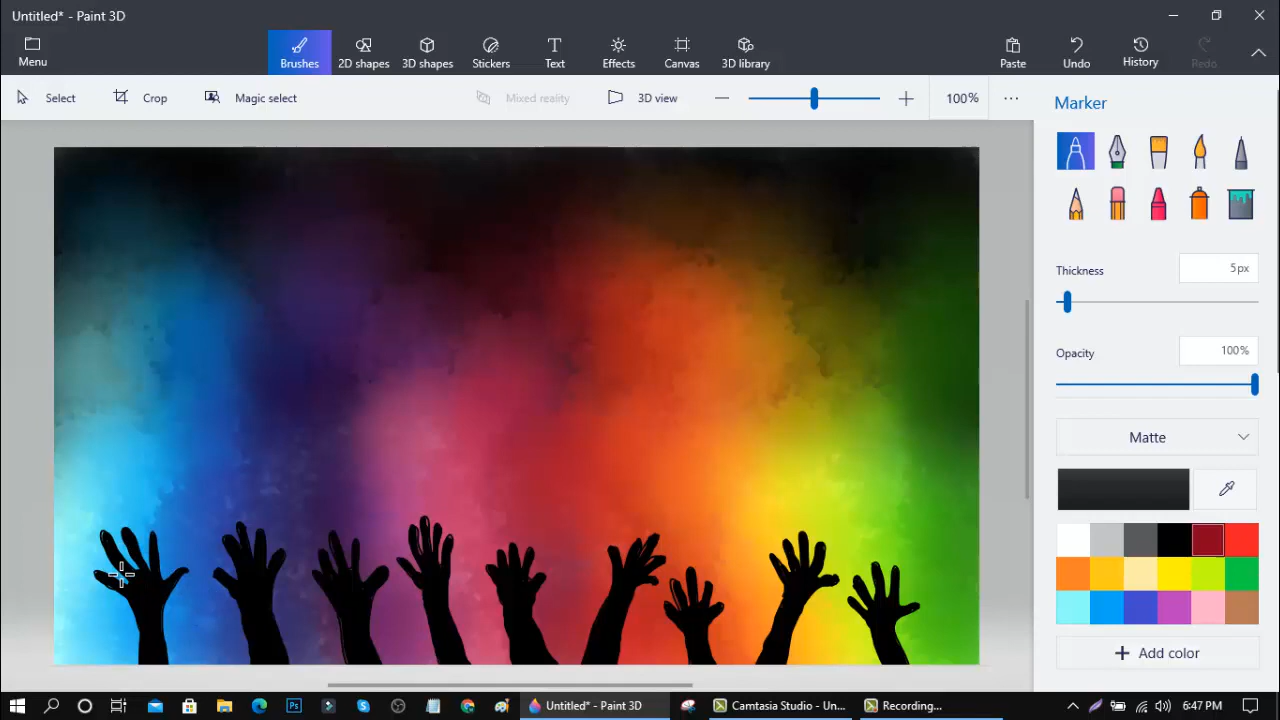 Untitled* - Paint 3D
Menu
Brushes
2D shapes
3D shapes
Stickers
Text
Effects
Canvas
3D library
Paste
Undo
History
Redo
Select
Crop
Magic select
Mixed reality
3D view
100%
Marker
Thickness
5px
Opacity
100%
Matte
Add color
Ps
Untitled* - Paint 3D
Camtasia Studio - Un...
Recording...
6:47 PM